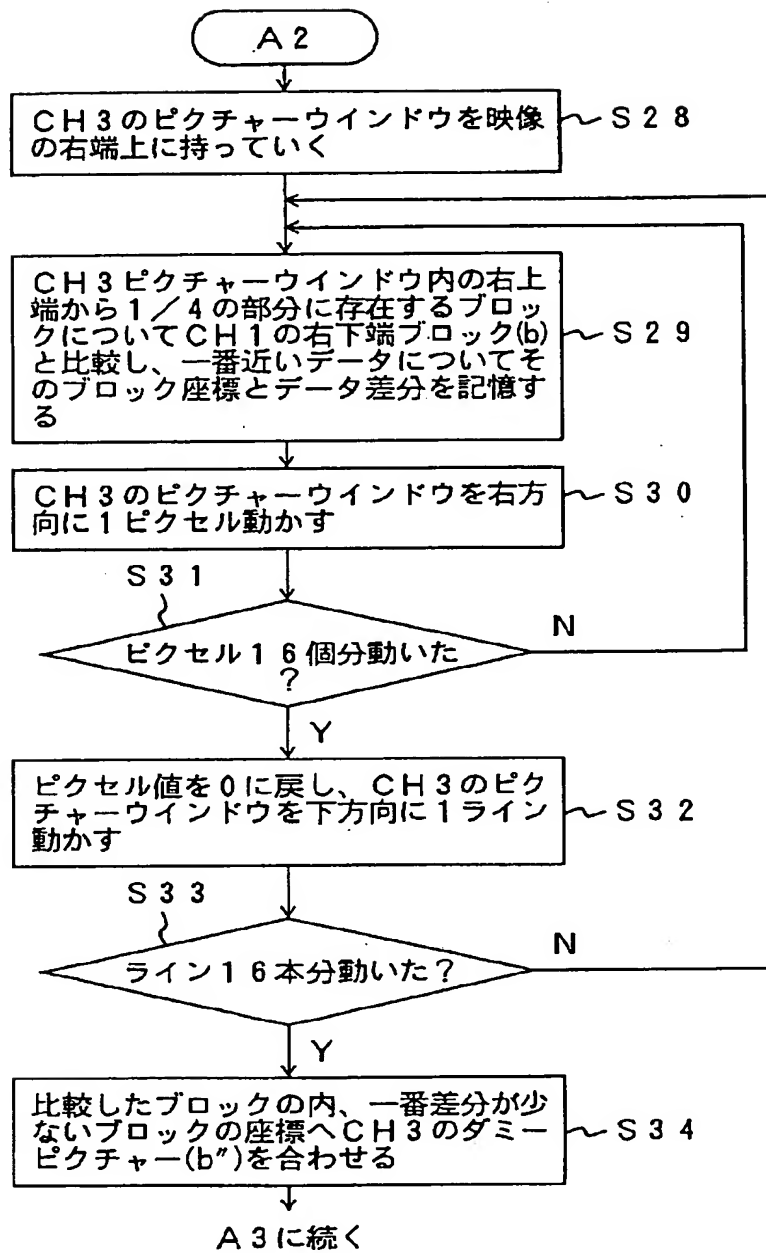 A2
CH3のピクチャーウインドウを映像
の右端上に持っていく
S28
CH3ピクチャーウインドウ内の右上
端から1/4の部分に存在するブロッ
クについてCH1の右下端ブロック(b)
と比較し、一番近いデータについてそ
のブロック座標とデータ差分を記憶す
る
S29
CH3のピクチャーウインドウを右方
向に1ピクセル動かす
S30
S31
ピクセル16個分動いた
?
N
Y
ピクセル値を0に戻し、CH3のピク
チャーウインドウを下方向に1ライン
動かす
S32
S33
ライン16本分動いた?
N
Y
比較したブロックの内、一番差分が少
ないブロックの座標へCH3のダミー
ピクチャー(b″)を合わせる
S34
A3に続く